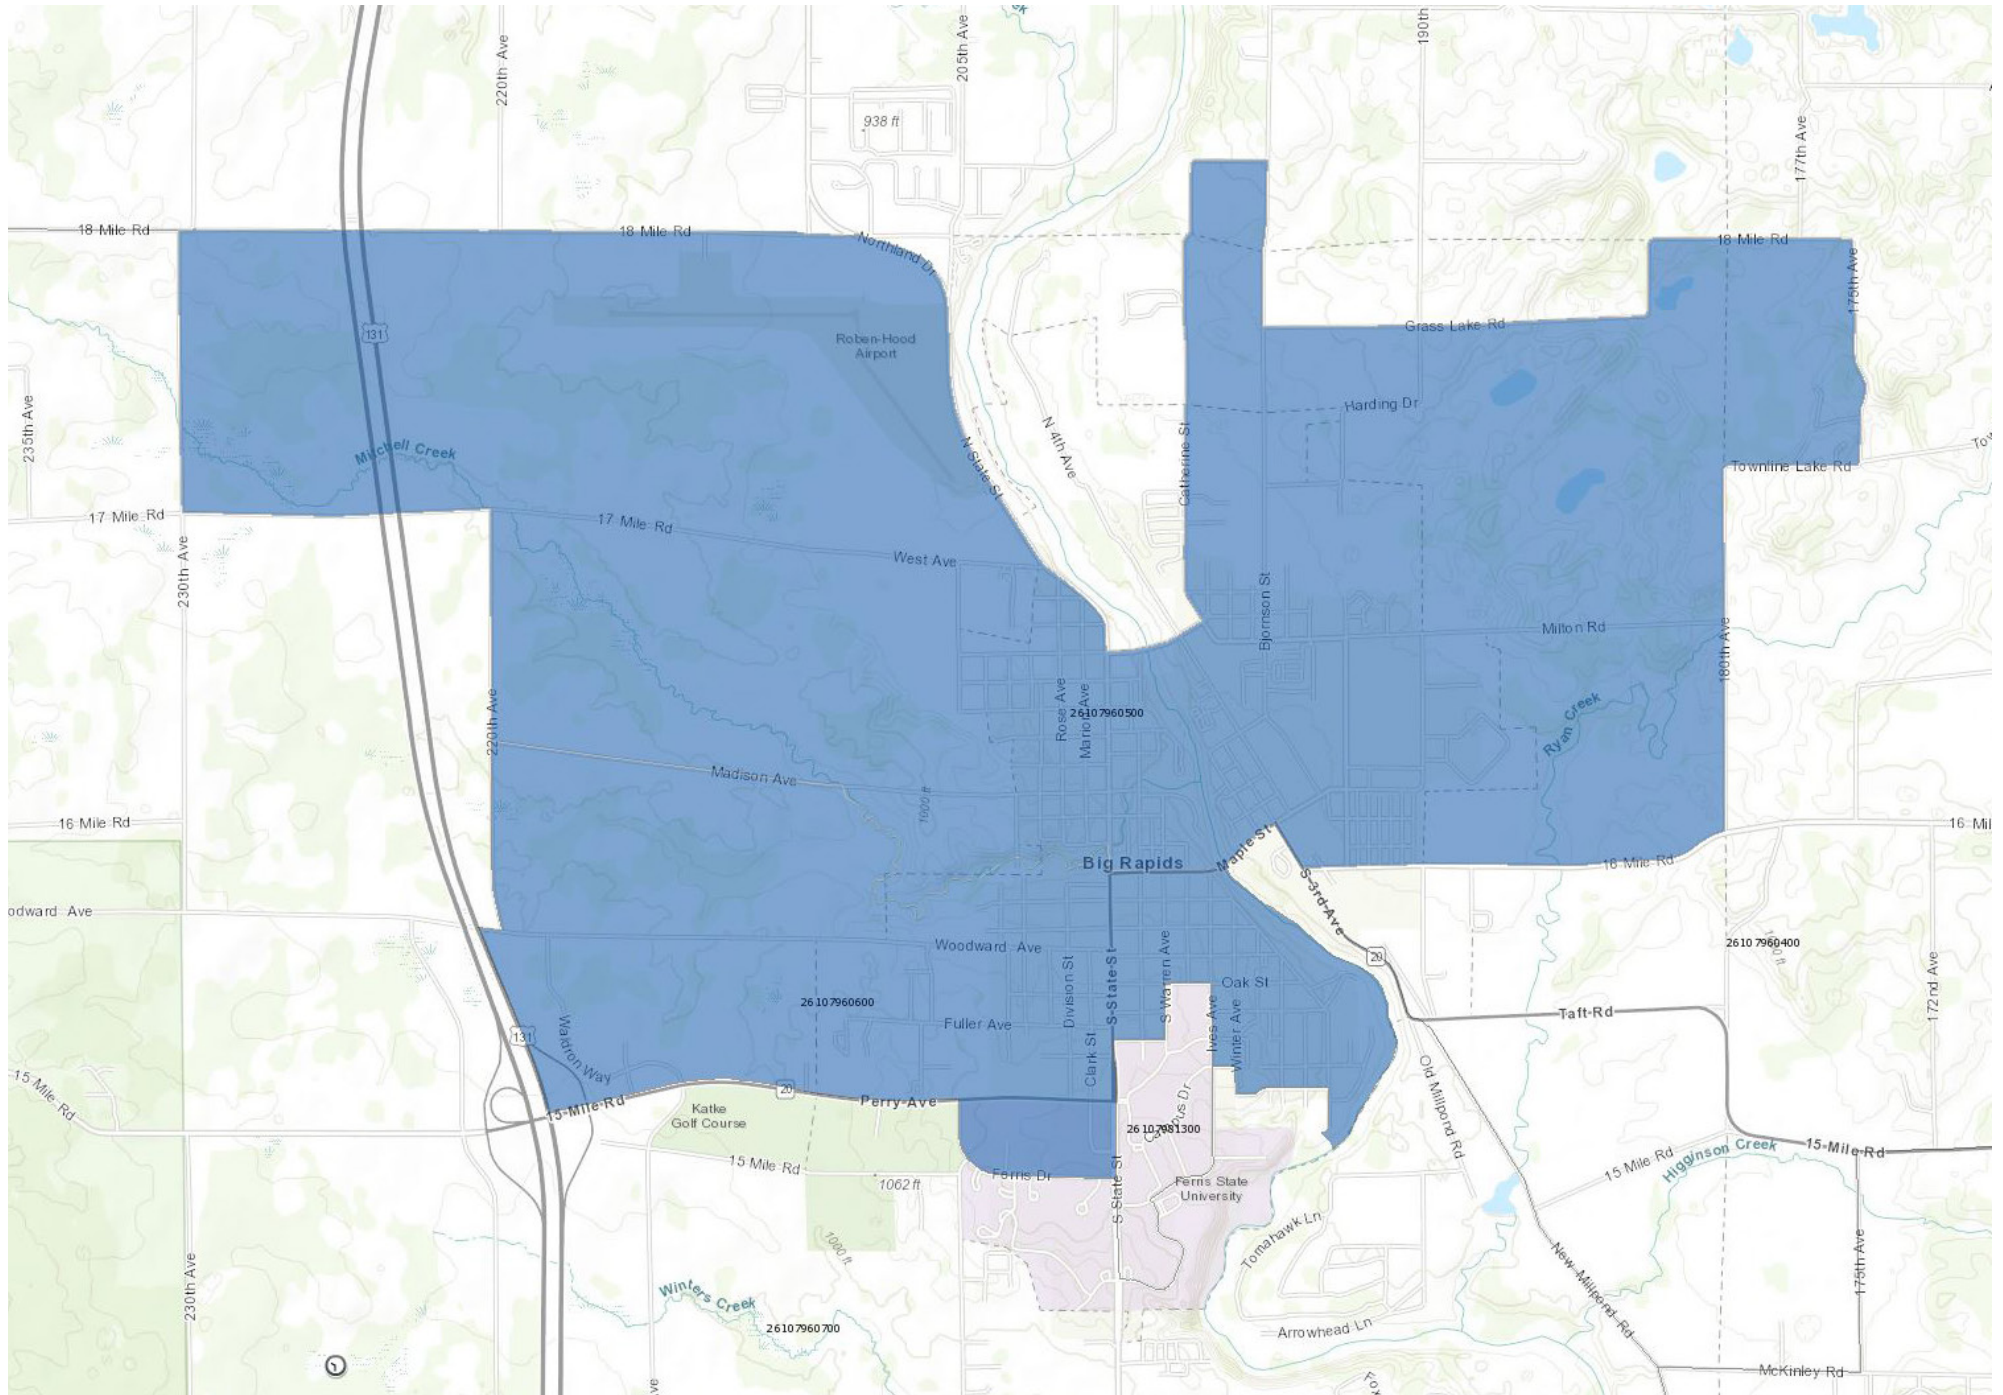 220th Ave
205th Ave
190th
938 ft
177th Ave
18 Mile Rd
18 Mile Rd
Northland Dr
18 Mile Rd
175th Ave
131
Roben-Hood
Airport
Grass Lake Rd
Harding Dr
235th Ave
Mitchell Creek
N 4th Ave
Catherine St
N State St
Townline Lake Rd
17 Mile Rd
17 Mile Rd
West Ave
230th Ave
Bjornson St
Milton Rd
180th Ave
220th Ave
Rose Ave
Marion Ave
26107960500
Ryan Creek
Madison Ave
1000 ft
16 Mile Rd
16 Mil
Big Rapids
Maple St
16 Mile Rd
S 3rd Ave
odward Ave
Woodward Ave
S State St
S Warren Ave
Division St
20
26107960400
1000 ft
172nd Ave
Oak St
26107960600
Fuller Ave
Ives Ave
Winter Ave
Taft Rd
131
Waldron Way
Clark St
Old Millpond Rd
15 Mile Rd
15 Mile Rd
20
Perry Ave
Katke
Golf Course
Campus Dr
26107981300
15 Mile Rd
Ferris Dr
1062 ft
S State St
Ferris State
University
15 Mile Rd
Higginson Creek
15 Mile Rd
Tomahawk Ln
1000 ft
230th Ave
New Millpond Rd
175th Ave
Winters Creek
26107960700
Arrowhead Ln
McKinley Rd
ve
Fox